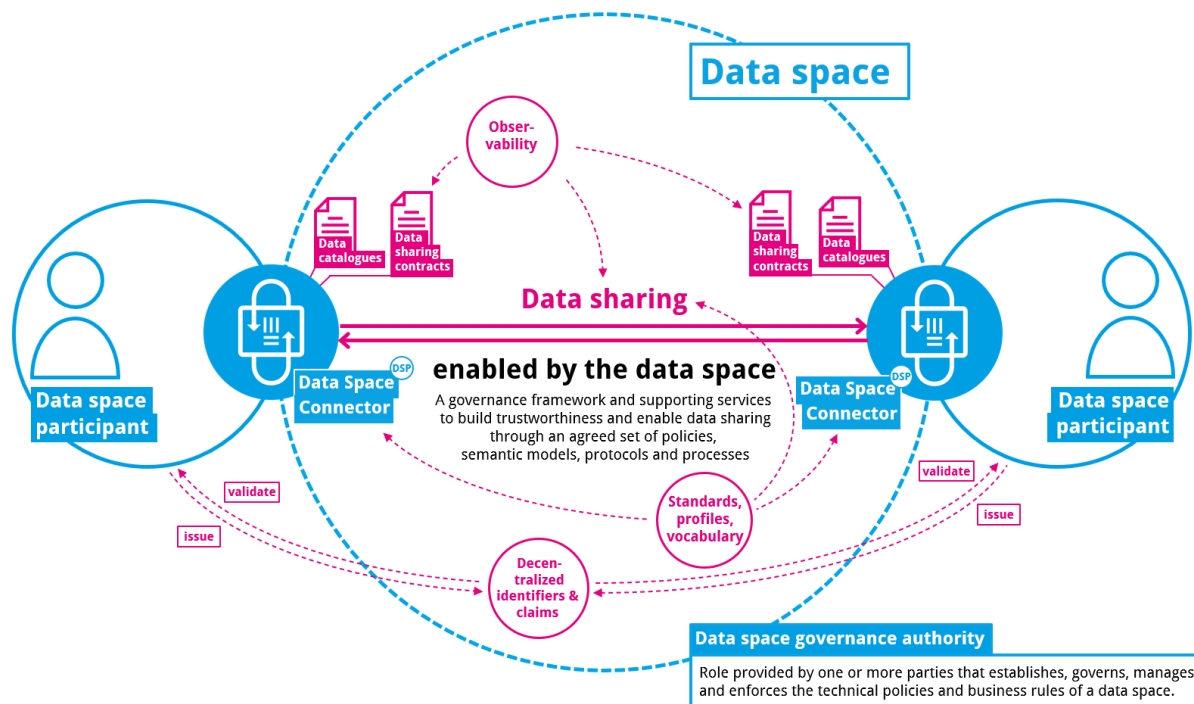 Data space
Obser-
vability
Data
catalogues
Data
sharing
contracts
Data
sharing
contracts
Data
catalogues
Data sharing
DSP
Data Space
Connector
enabled by the data space
A governance framework and supporting services
to build trustworthiness and enable data sharing
through an agreed set of policies,
semantic models, protocols and processes
DSP
Data Space
Connector
Data space
participant
Data space
participant
validate
issue
validate
issue
Standards,
profiles,
vocabulary
Decen-
tralized
identifiers &
claims
Data space governance authority
Role provided by one or more parties that establishes, governs, manages
and enforces the technical policies and business rules of a data space.